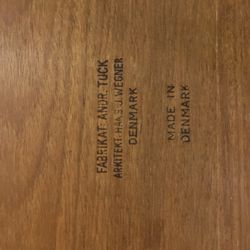 FABRIKAT: ANDR. TUCK
ARKITEKT: HANS J. WEGNER
DENMARK
MADE IN
DENMARK